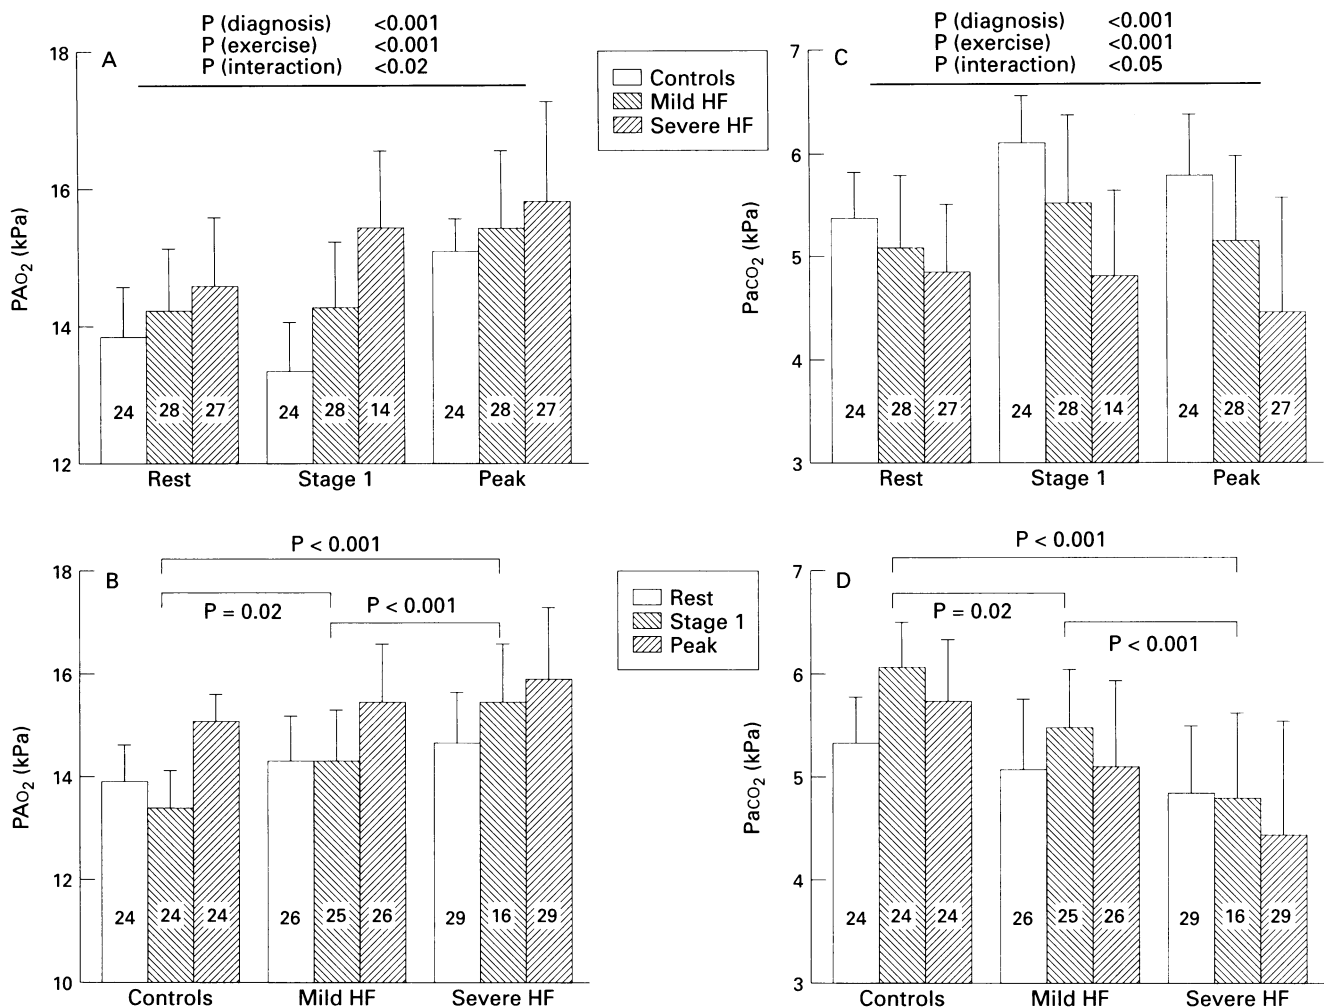 P (diagnosis) <0.001
P (exercise) <0.001
P (interaction) <0.02
A
18
16
14
12
PAO2 (kPa)
24 28 27 24 28 14 24 28 27
Rest Stage 1 Peak
Controls
Mild HF
Severe HF
P (diagnosis) <0.001
P (exercise) <0.001
P (interaction) <0.05
C
7
6
5
4
3
PaCO2 (kPa)
24 28 27 24 28 14 24 28 27
Rest Stage 1 Peak
P < 0.001
B
P = 0.02 P < 0.001
18
16
14
12
10
PAO2 (kPa)
24 24 24 26 25 26 29 16 29
Controls Mild HF Severe HF
Rest
Stage 1
Peak
P < 0.001
D
P = 0.02
P < 0.001
7
6
5
4
3
PaCO2 (kPa)
24 24 24 26 25 26 29 16 29
Controls Mild HF Severe HF